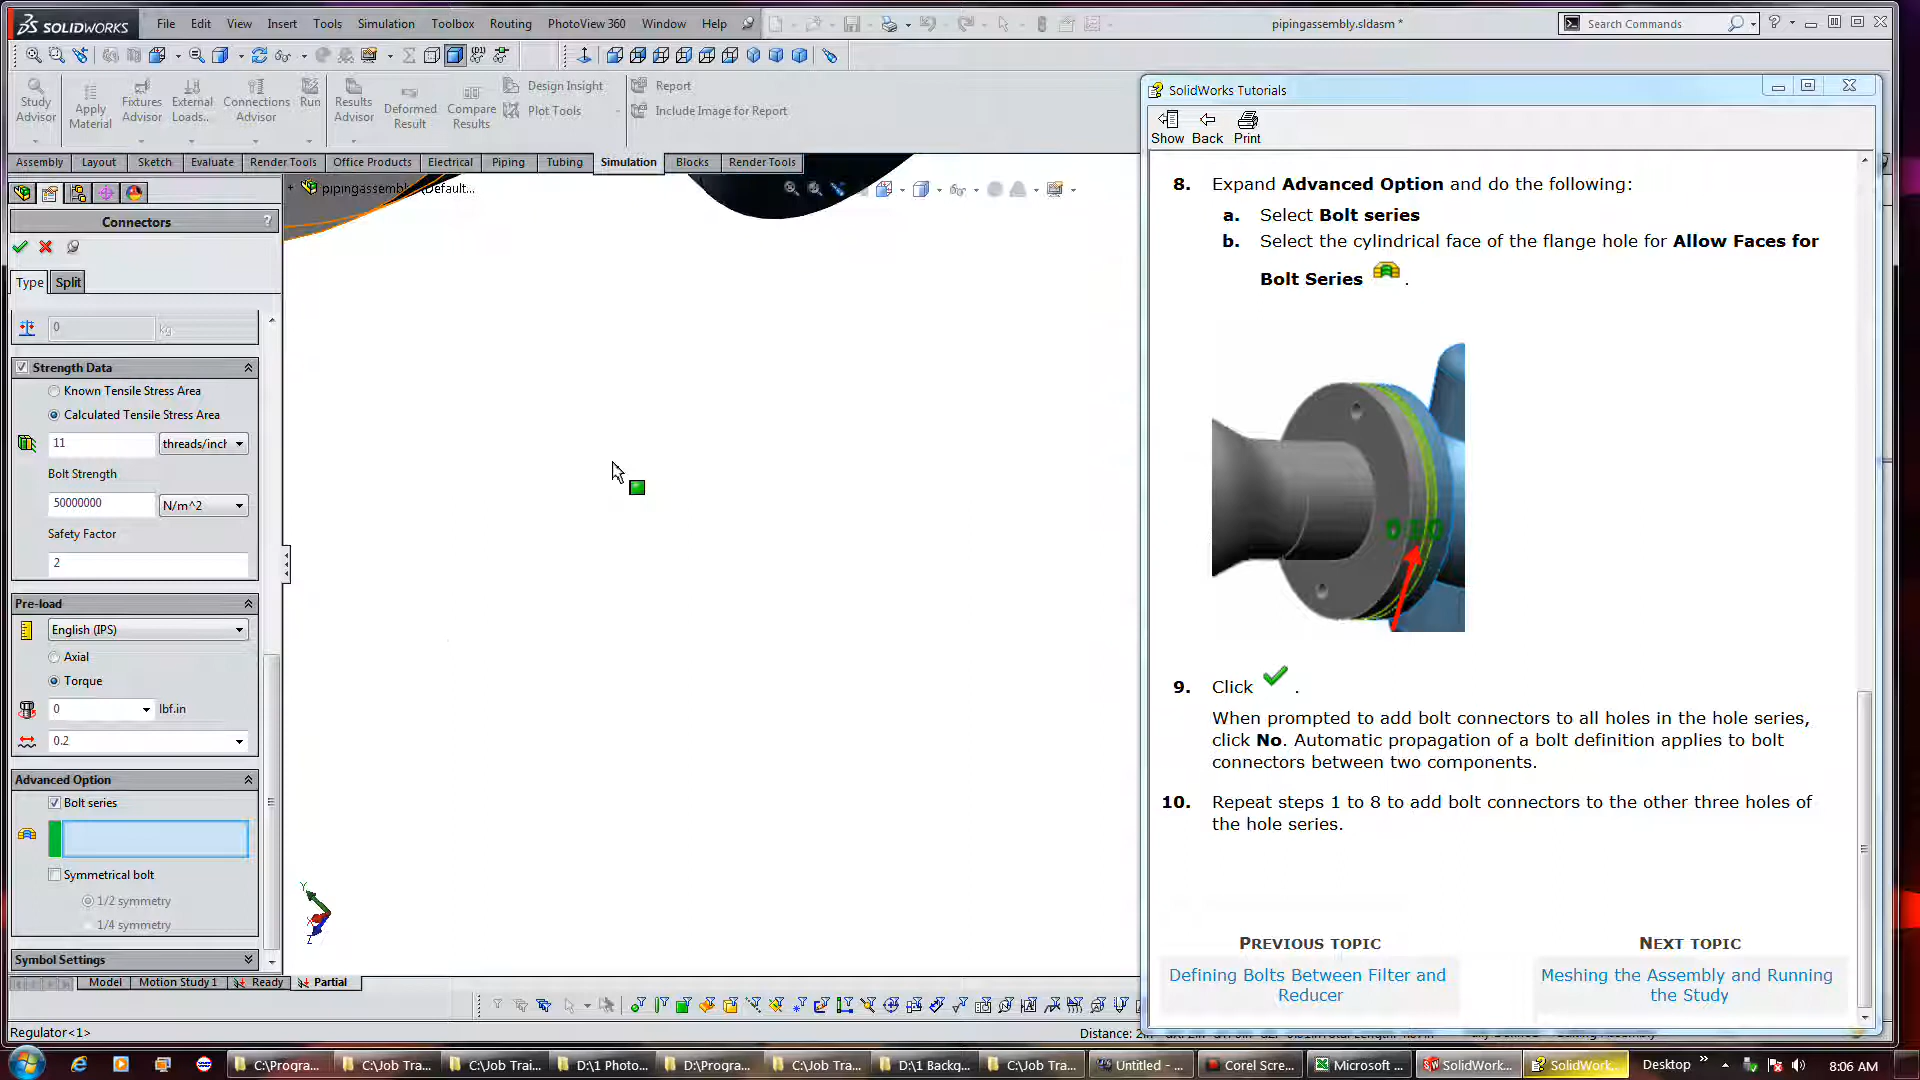 SOLIDWORKS
File
Edit
View
Insert
Tools
Simulation
Toolbox
Routing
PhotoView 360
Window
Help
pipingassembly.sldasm *
Search Commands
Study Advisor
Apply Material
Fixtures Advisor
External Loads..
Connections Advisor
Run
Results Advisor
Deformed Result
Compare Results
Design Insight
Plot Tools
Report
Include Image for Report
Assembly
Layout
Sketch
Evaluate
Render Tools
Office Products
Electrical
Piping
Tubing
Simulation
Blocks
Render Tools
Connectors
?
Type
Split
0
kg
Strength Data
Known Tensile Stress Area
Calculated Tensile Stress Area
11
threads/inch
Bolt Strength
50000000
N/m^2
Safety Factor
2
Pre-load
English (IPS)
Axial
Torque
0
lbf.in
0.2
Advanced Option
Bolt series
Symmetrical bolt
1/2 symmetry
1/4 symmetry
Symbol Settings
(Default...
Y
Z
Model
Motion Study 1
Ready
Partial
Regulator<1>
SolidWorks Tutorials
Show
Back
Print
8. Expand Advanced Option and do the following:
a. Select Bolt series
b. Select the cylindrical face of the flange hole for Allow Faces for
Bolt Series .
9. Click .
When prompted to add bolt connectors to all holes in the hole series,
click No. Automatic propagation of a bolt definition applies to bolt
connectors between two components.
10. Repeat steps 1 to 8 to add bolt connectors to the other three holes of
the hole series.
PREVIOUS TOPIC
Defining Bolts Between Filter and
Reducer
NEXT TOPIC
Meshing the Assembly and Running
the Study
C:\Progra...
C:\Job Tra...
C:\Job Trai...
D:\1 Photo...
D:\Progra...
C:\Job Tra...
D:\1 Backg...
C:\Job Tra...
Untitled - ...
Corel Scre...
Microsoft ...
SolidWork...
SolidWork...
Desktop
8:06 AM